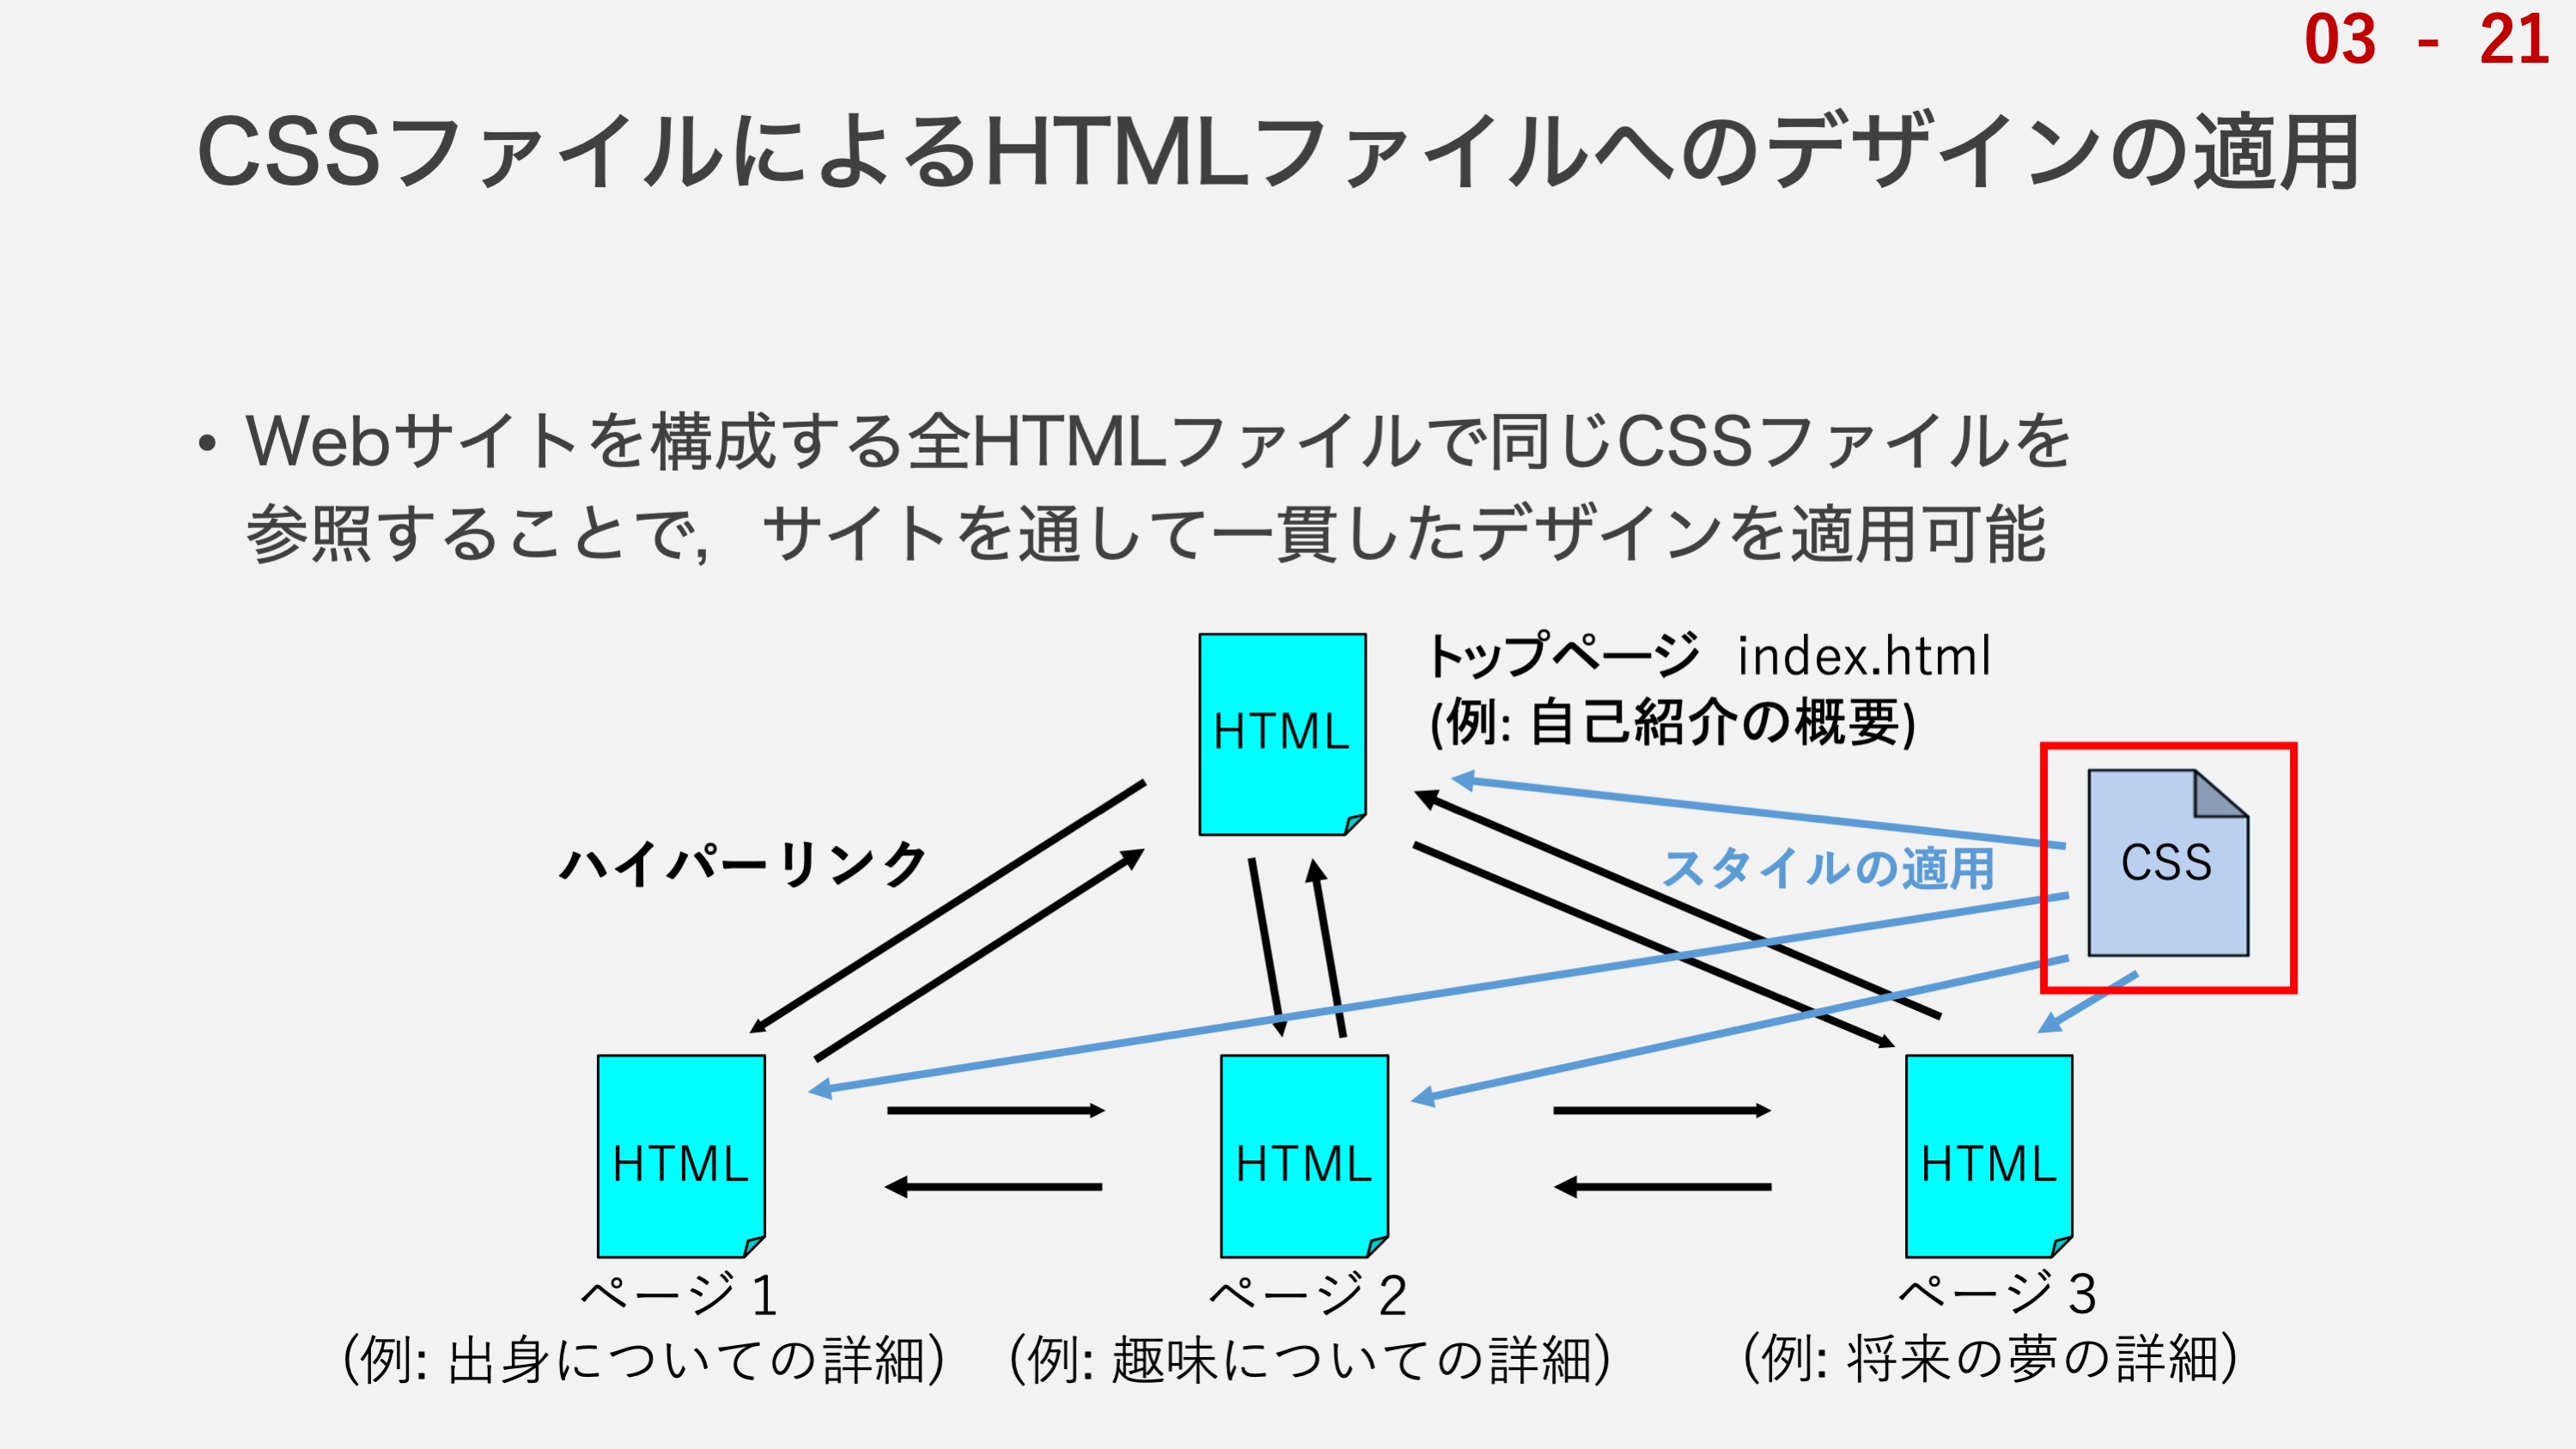 03 - 21
CSSファイルによるHTMLファイルへのデザインの適用
• Webサイトを構成する全HTMLファイルで同じCSSファイルを
参照することで, サイトを通して一貫したデザインを適用可能
トップページ index.html
(例: 自己紹介の概要)
HTML
ハイパーリンク
スタイルの適用
CSS
HTML
HTML
HTML
ページ1
ページ2
ページ3
(例: 出身についての詳細)
(例: 趣味についての詳細)
(例: 将来の夢の詳細)